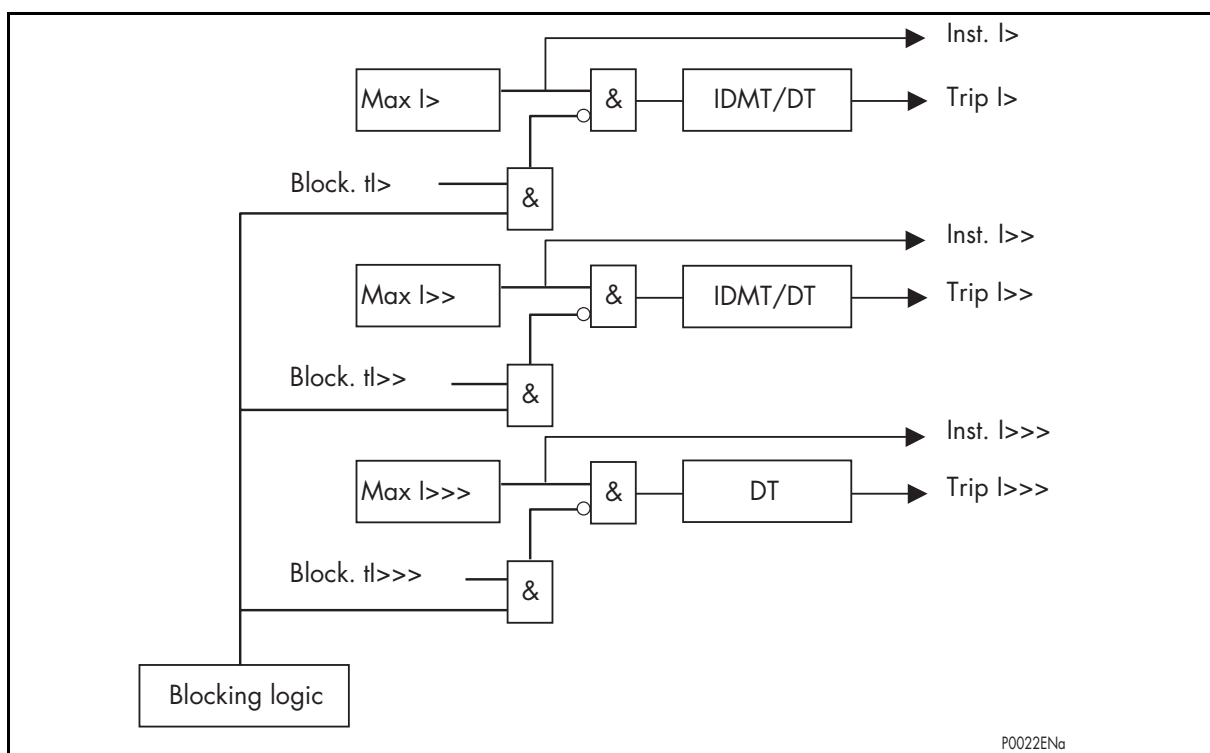 Inst. I>
Max I>
&
IDMT/DT
Trip I>
Block. tI>
&
Inst. I>>
Max I>>
&
IDMT/DT
Trip I>>
Block. tI>>
&
Inst. I>>>
Max I>>>
&
DT
Trip I>>>
Block. tI>>>
&
Blocking logic
P0022ENa